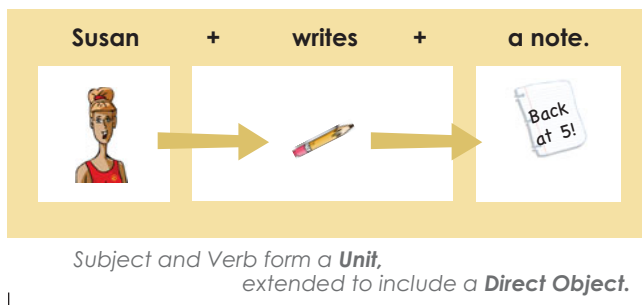 Susan + writes + a note.
Back
at 5!
Subject and Verb form a Unit,
extended to include a Direct Object.